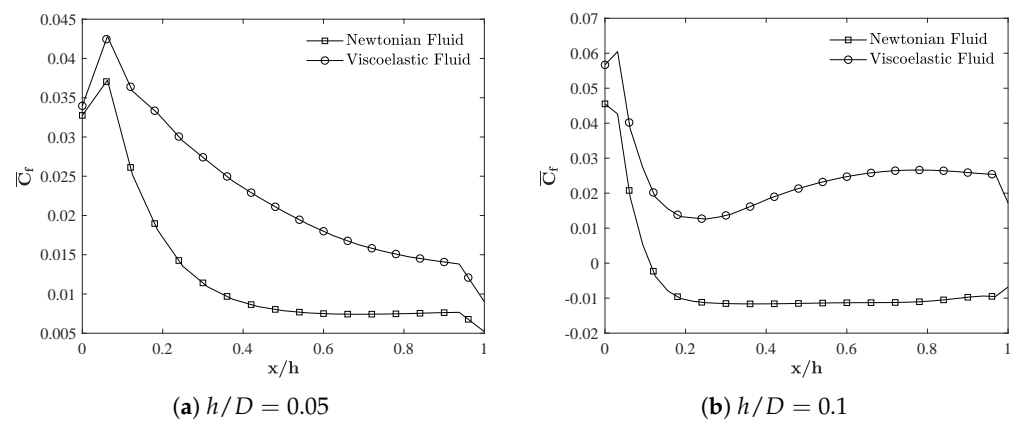 0.045
0.04
0.035
0.03
0.025
0.02
0.015
0.01
0.005
C̅f
0 0.2 0.4 0.6 0.8 1
x/h
Newtonian Fluid
Viscoelastic Fluid
(a) h/D = 0.05
0.07
0.06
0.05
0.04
0.03
0.02
0.01
0
-0.01
-0.02
C̅f
0 0.2 0.4 0.6 0.8 1
x/h
Newtonian Fluid
Viscoelastic Fluid
(b) h/D = 0.1